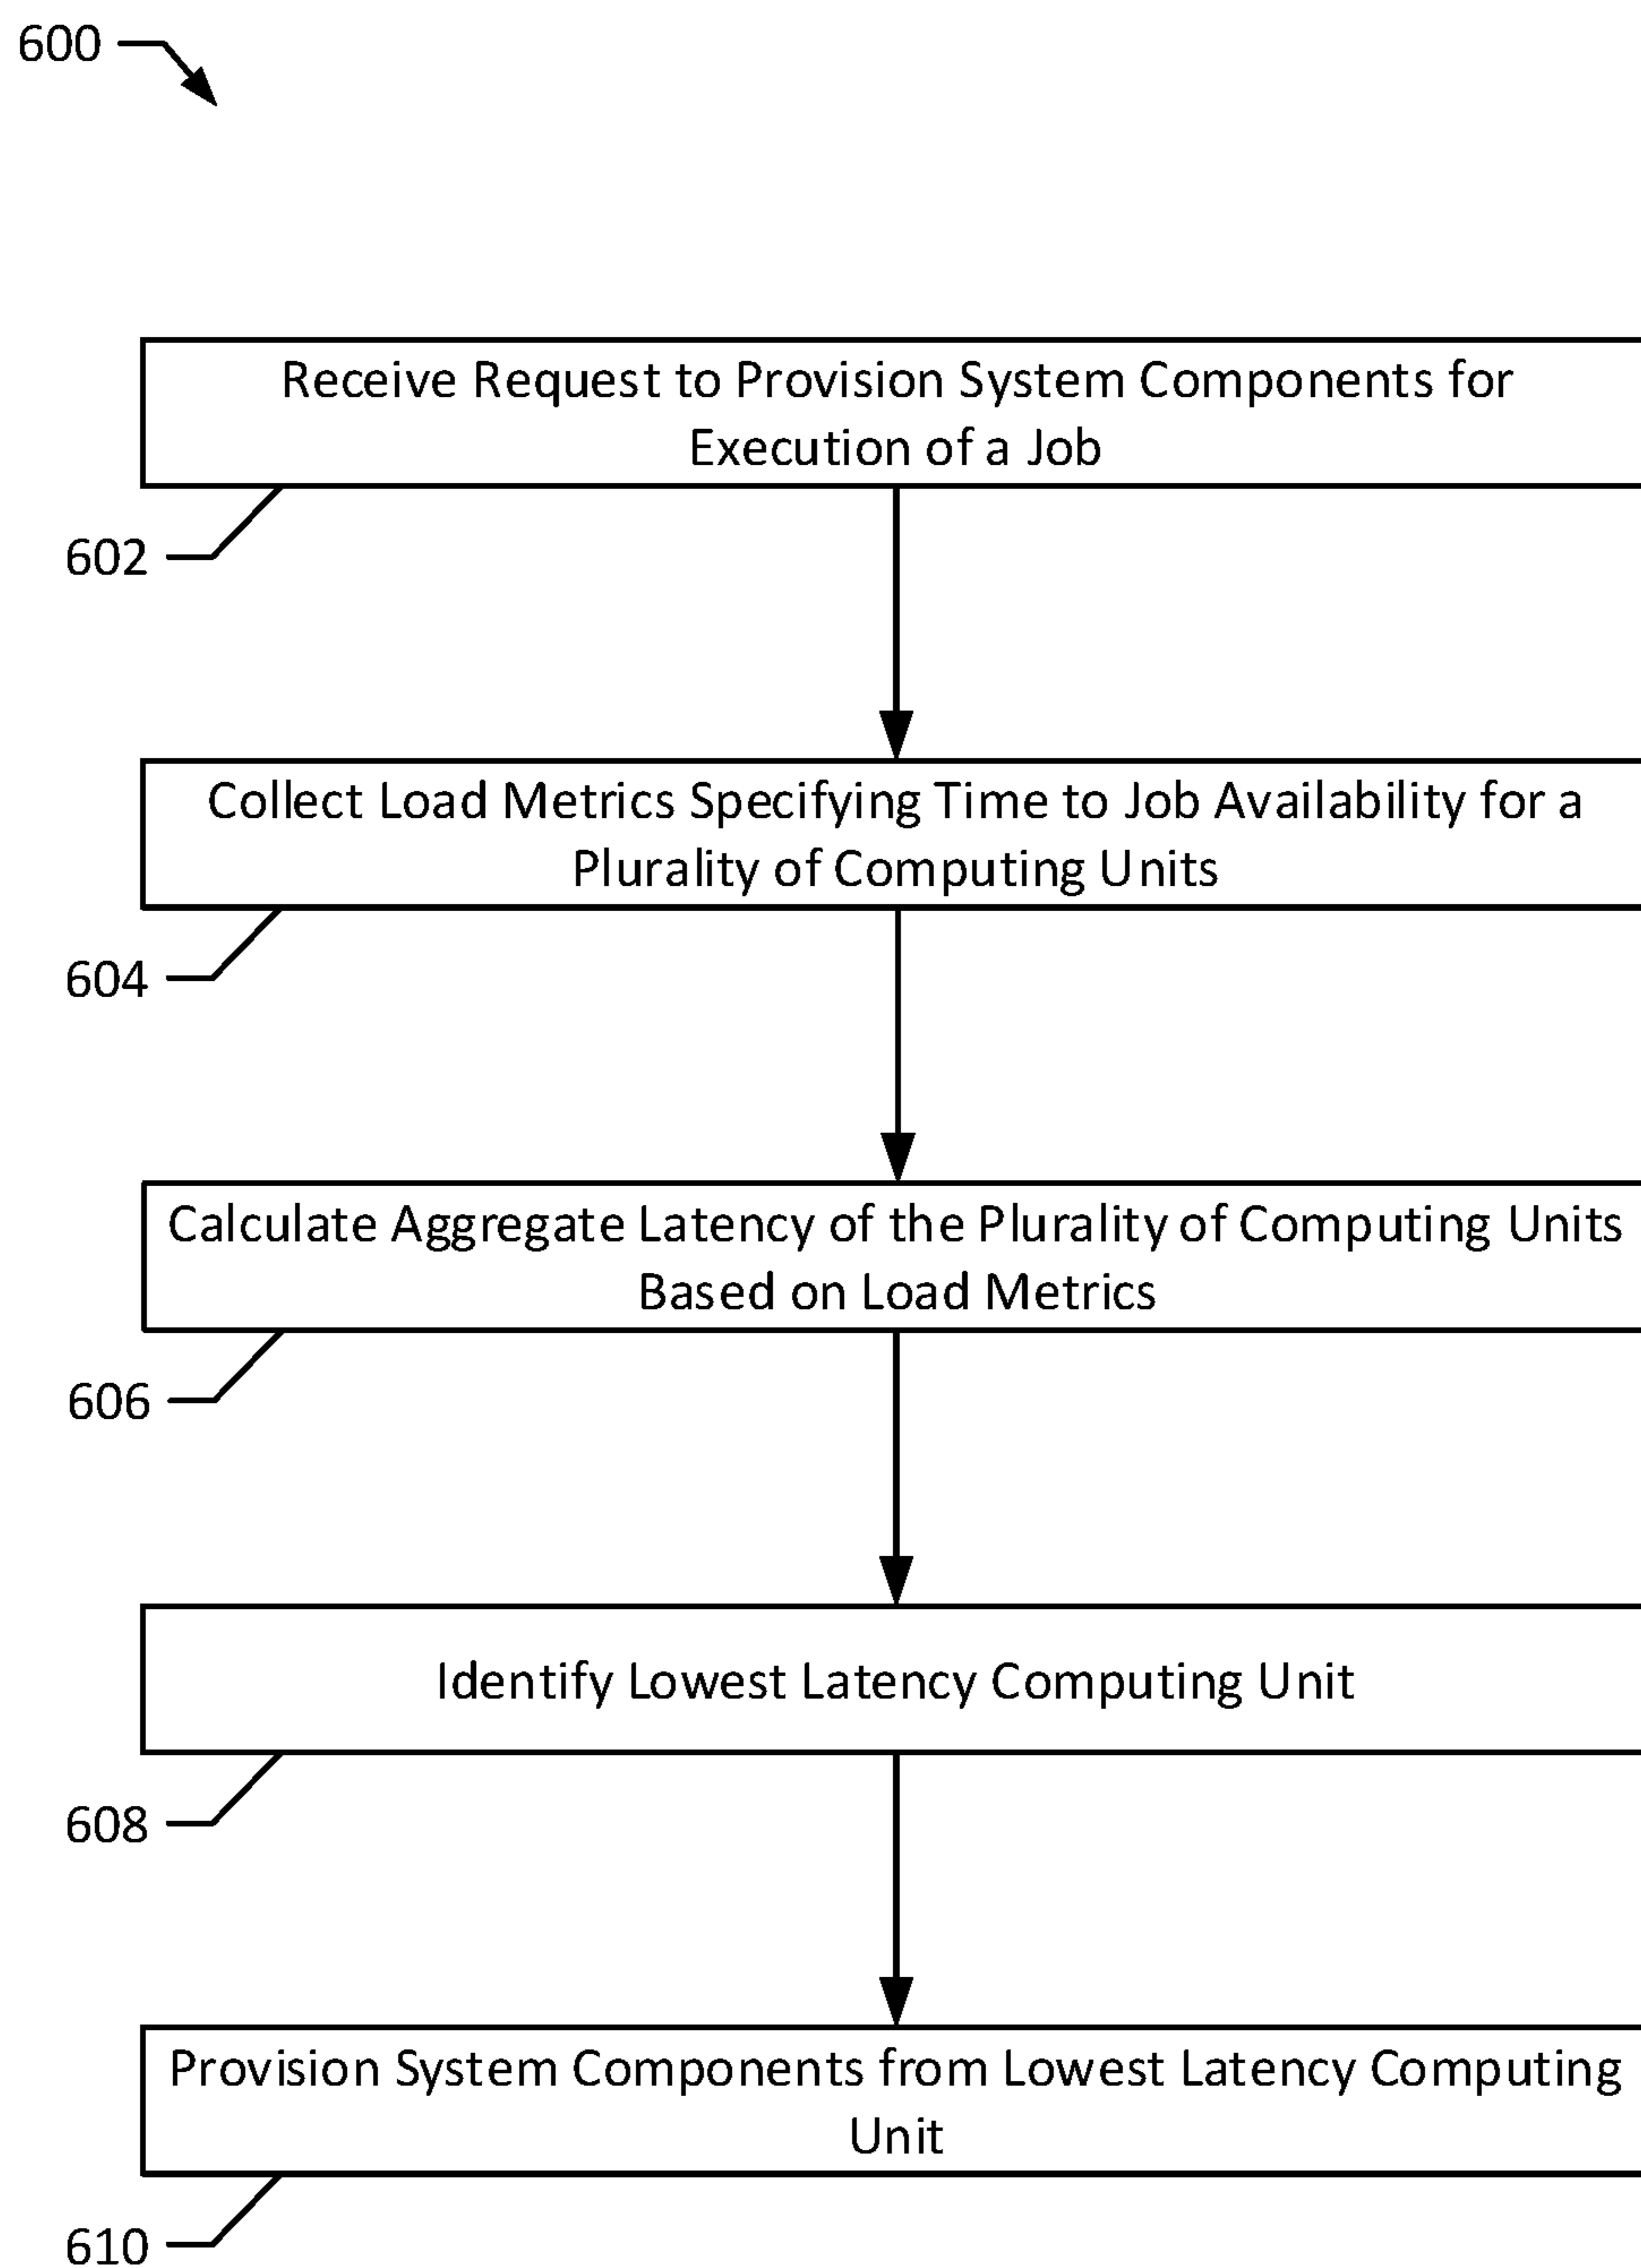 600
Receive Request to Provision System Components for
Execution of a Job
602
Collect Load Metrics Specifying Time to Job Availability for a
Plurality of Computing Units
604
Calculate Aggregate Latency of the Plurality of Computing Units
Based on Load Metrics
606
Identify Lowest Latency Computing Unit
608
Provision System Components from Lowest Latency Computing
Unit
610